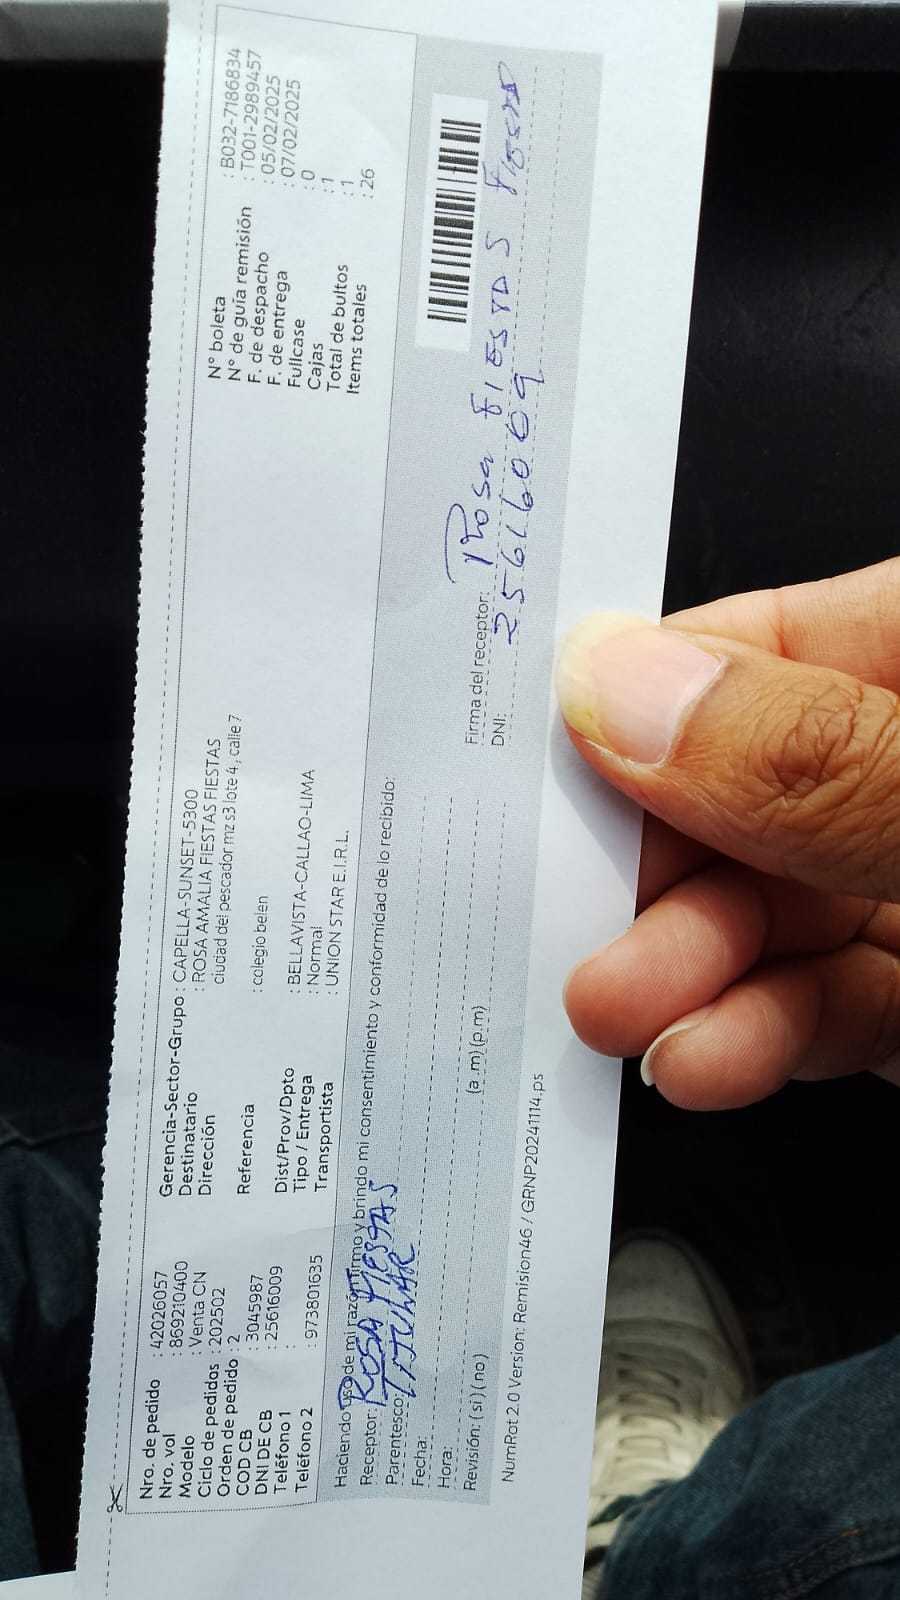 Nro. de pedido : 42026057
Nro. vol : 869210400
Modelo : Venta CN
Ciclo de pedidos : 202502
Orden de pedido : 2
COD CB : 3045987
DNI DE CB : 25616009
Teléfono 1 :
Teléfono 2 : 973801635
Gerencia-Sector-Grupo : CAPELLA-SUNSET-5300
Destinatario : ROSA AMALIA FIESTAS FIESTAS
Dirección ciudad del pescador mz s3 lote 4, calle 7
Referencia : colegio belen
Dist/Prov/Dpto : BELLAVISTA-CALLAO-LIMA
Tipo / Entrega : Normal
Transportista : UNION STAR E.I.R.L.
N° boleta : B032-7186834
N° de guía remisión : T001-2989457
F. de despacho : 05/02/2025
F. de entrega : 07/02/2025
Fullcase : 0
Cajas : 1
Total de bultos : 1
Items totales : 26
Haciendo uso de mi razón firmo y brindo mi consentimiento y conformidad de lo recibido:
Receptor: ROSA FIESTAS
Parentesco: TITULAR
Fecha:
Hora: (a .m) (p.m)
Revisión: ( si ) ( no )
Firma del receptor: Rosa FIESTAS FIESTAS
DNI: 25616009
NumRot 2.0 Version: Remision46 / GRNP20241114.ps